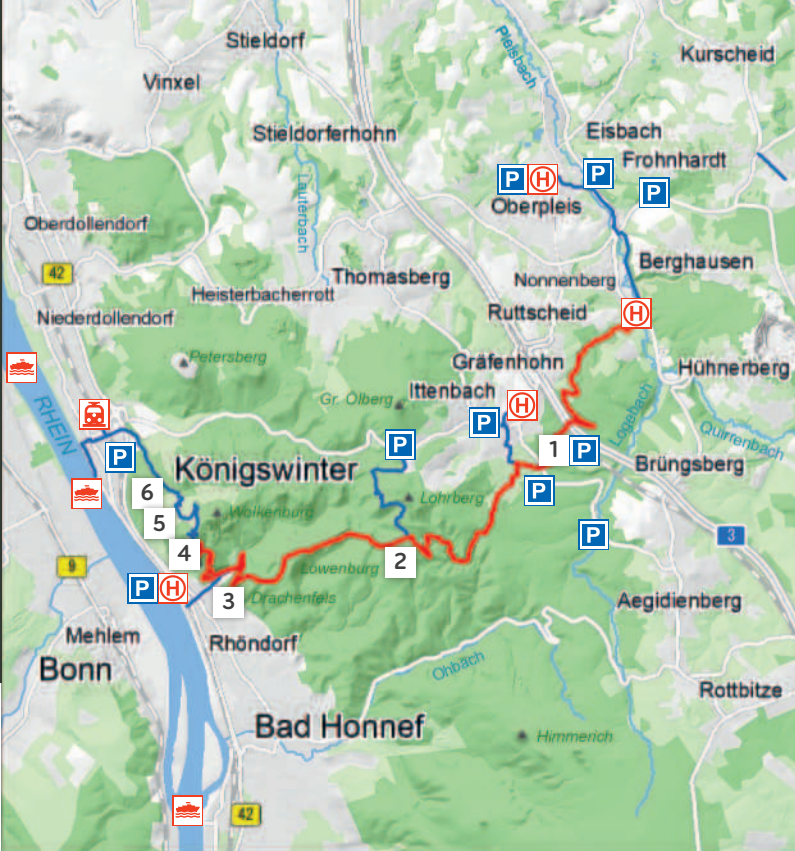 Stieldorf
Kurscheid
Pleisbach
Vinxel
Stieldorferhohn
Eisbach
Frohnhardt
P
P
H
P
Lauterbach
Oberpleis
Oberdollendorf
Berghausen
42
Thomasberg
Nonnenberg
Heisterbacherrott
Niederdollendorf
Ruttscheid
H
Petersberg
Gräfenhohn
Hühnerberg
Ittenbach
Gr. Ölberg
H
Logebach
RHEIN
P
Quirrenbach
P
1
P
P
Königswinter
Brüngsberg
6
P
Lohrberg
Wolkenburg
5
P
3
4
2
9
Löwenburg
P
H
3
Drachenfels
Aegidienberg
Mehlem
Rhöndorf
Bonn
Ohbach
Rottbitze
Bad Honnef
Himmerich
42